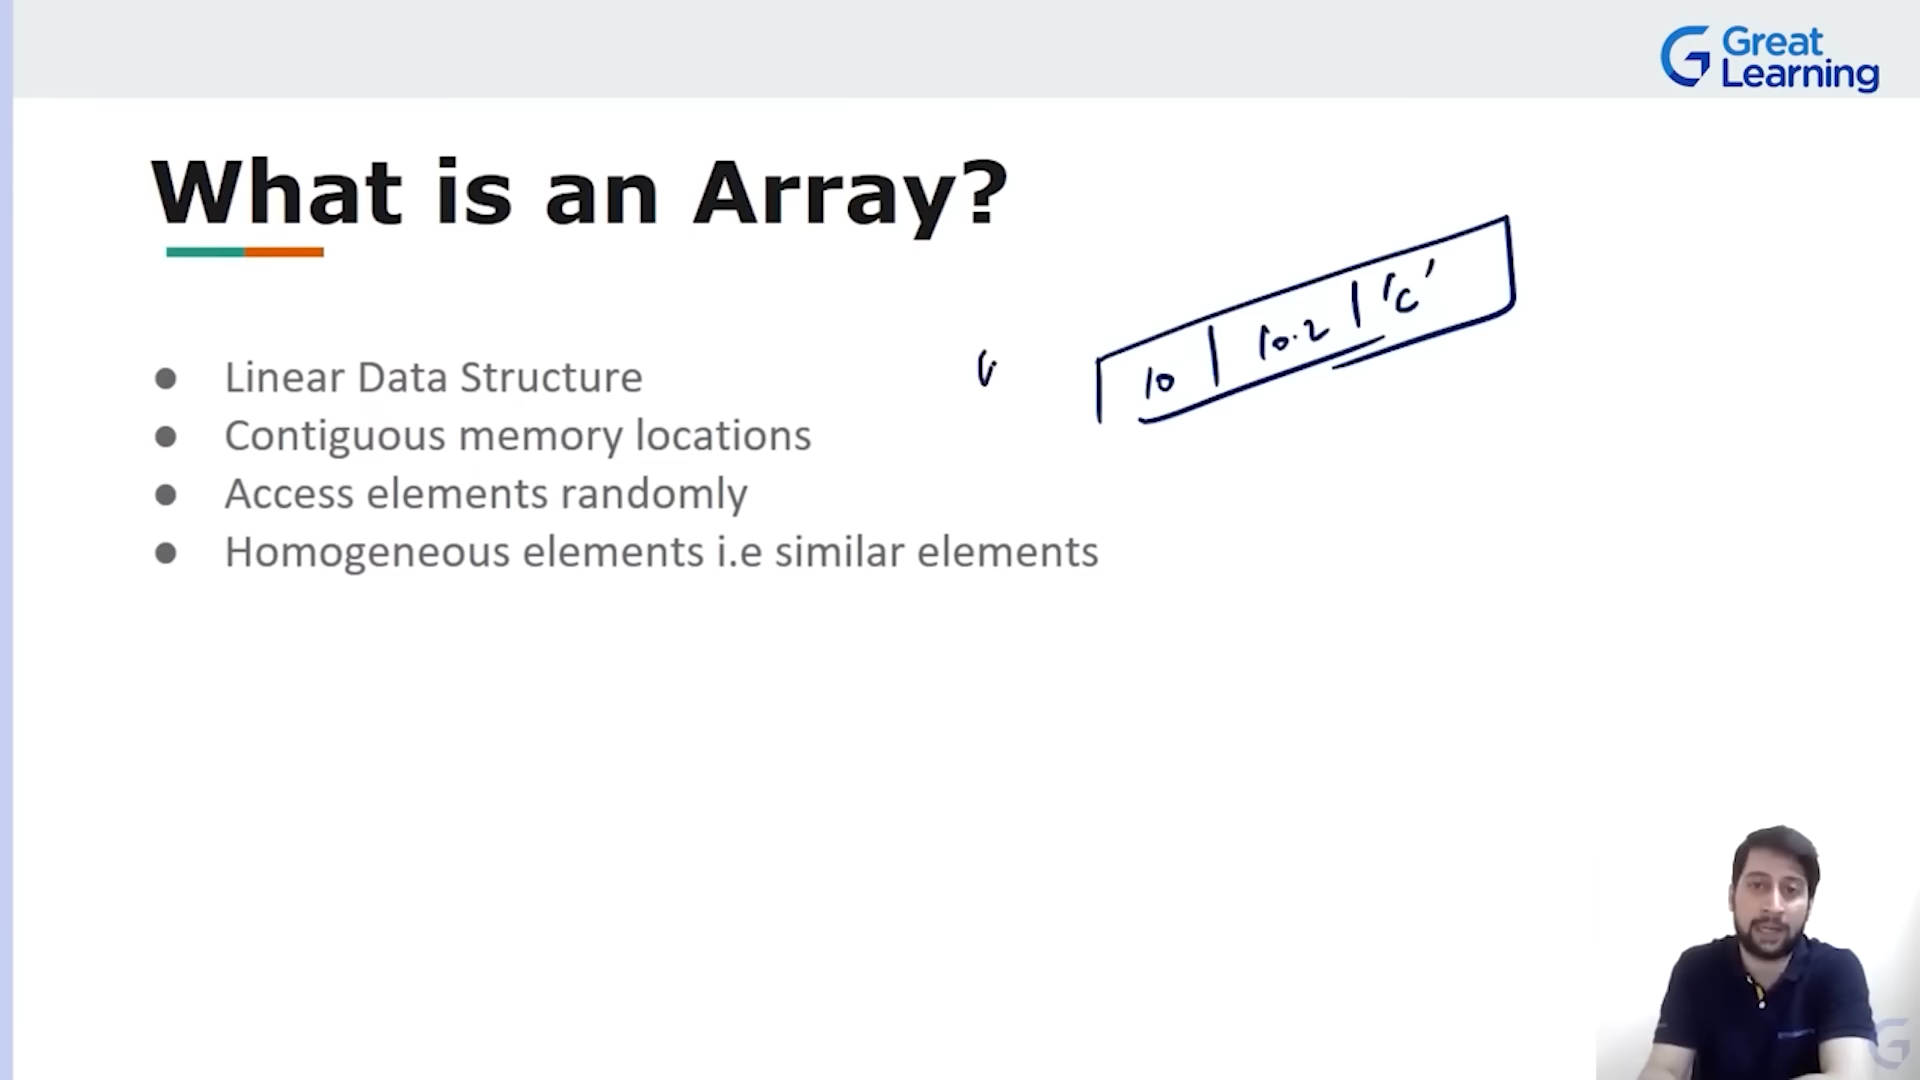 Great
Learning
What is an Array?
10 | 10.2 | 'c'
● Linear Data Structure
● Contiguous memory locations
● Access elements randomly
● Homogeneous elements i.e similar elements